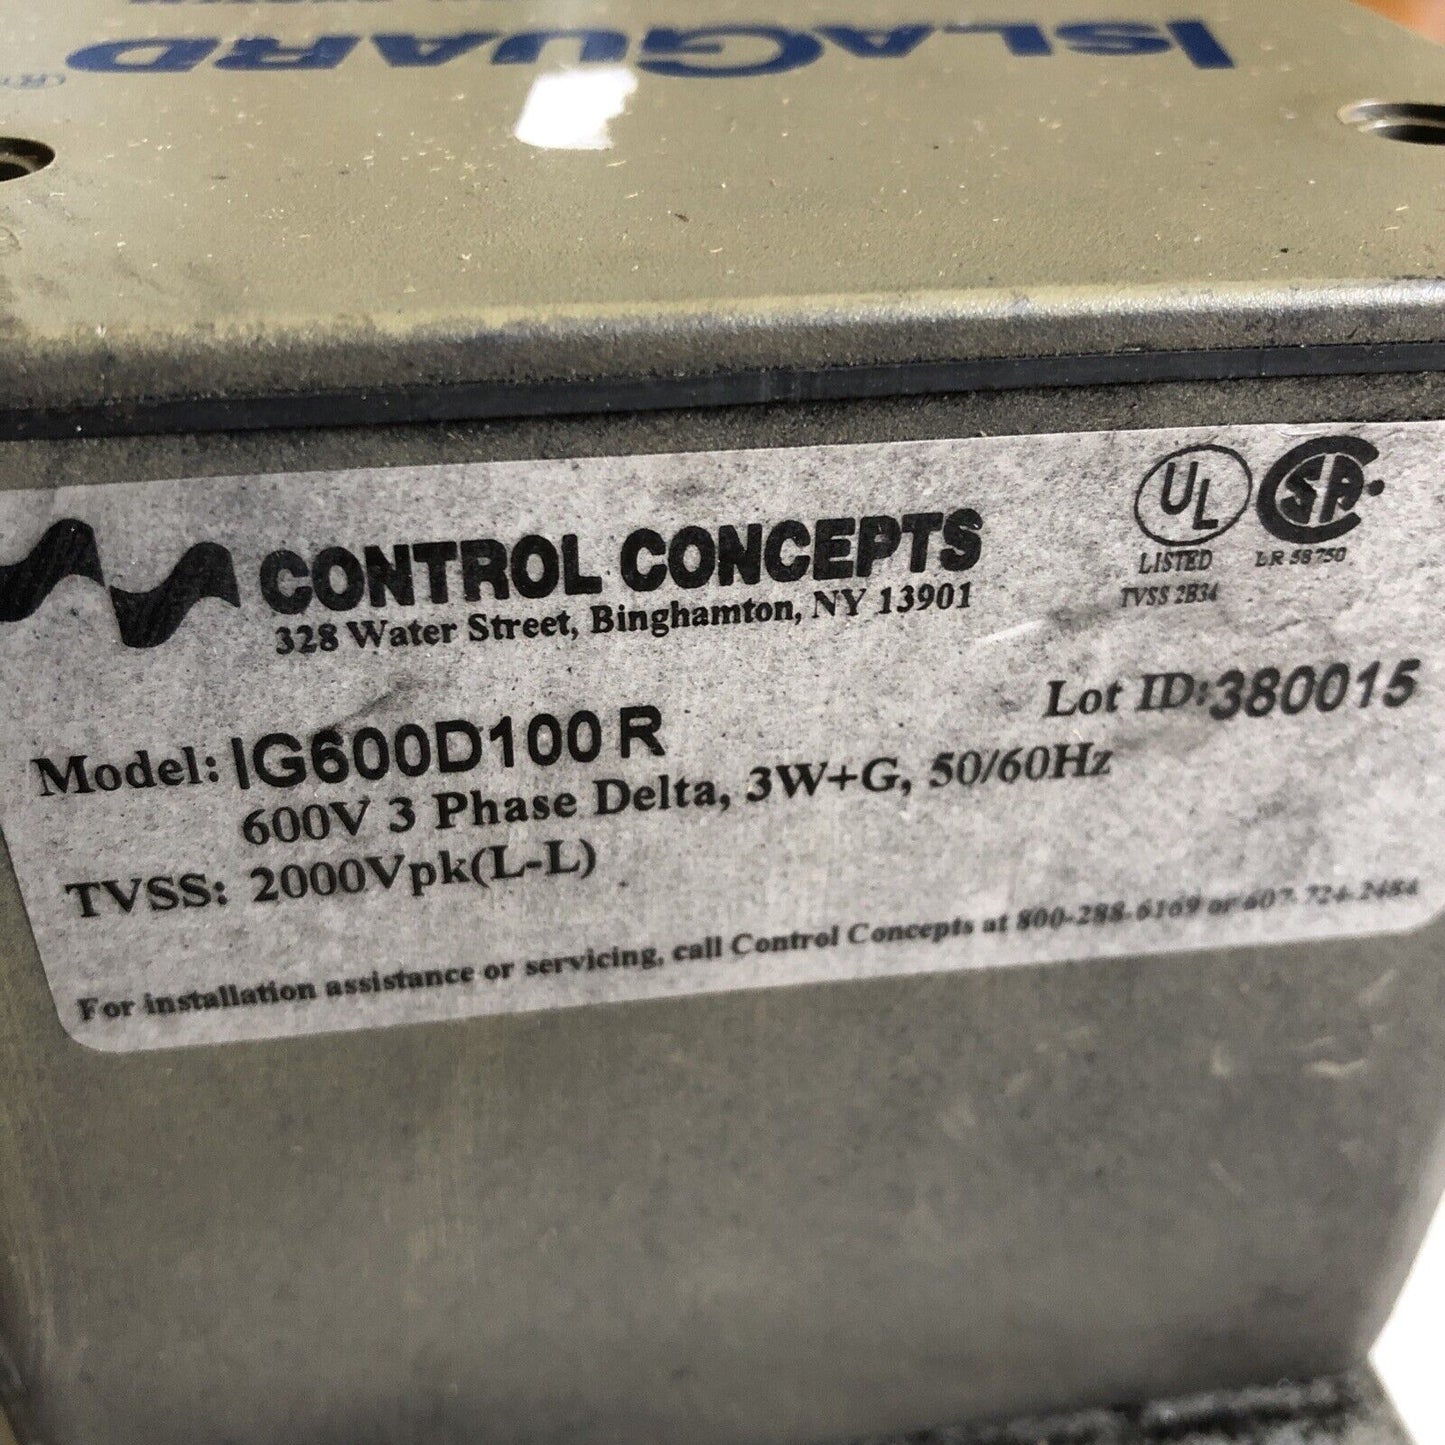 ISLAGUARD
(R)
CONTROL CONCEPTS
328 Water Street, Binghamton, NY 13901
UL
LISTED
TVSS 2B34
SA
LR 58750
Lot ID: 380015
Model: IG600D100 R
600V 3 Phase Delta, 3W+G, 50/60Hz
TVSS: 2000Vpk(L-L)
For installation assistance or servicing, call Control Concepts at 800-288-6169 or 607-724-2484